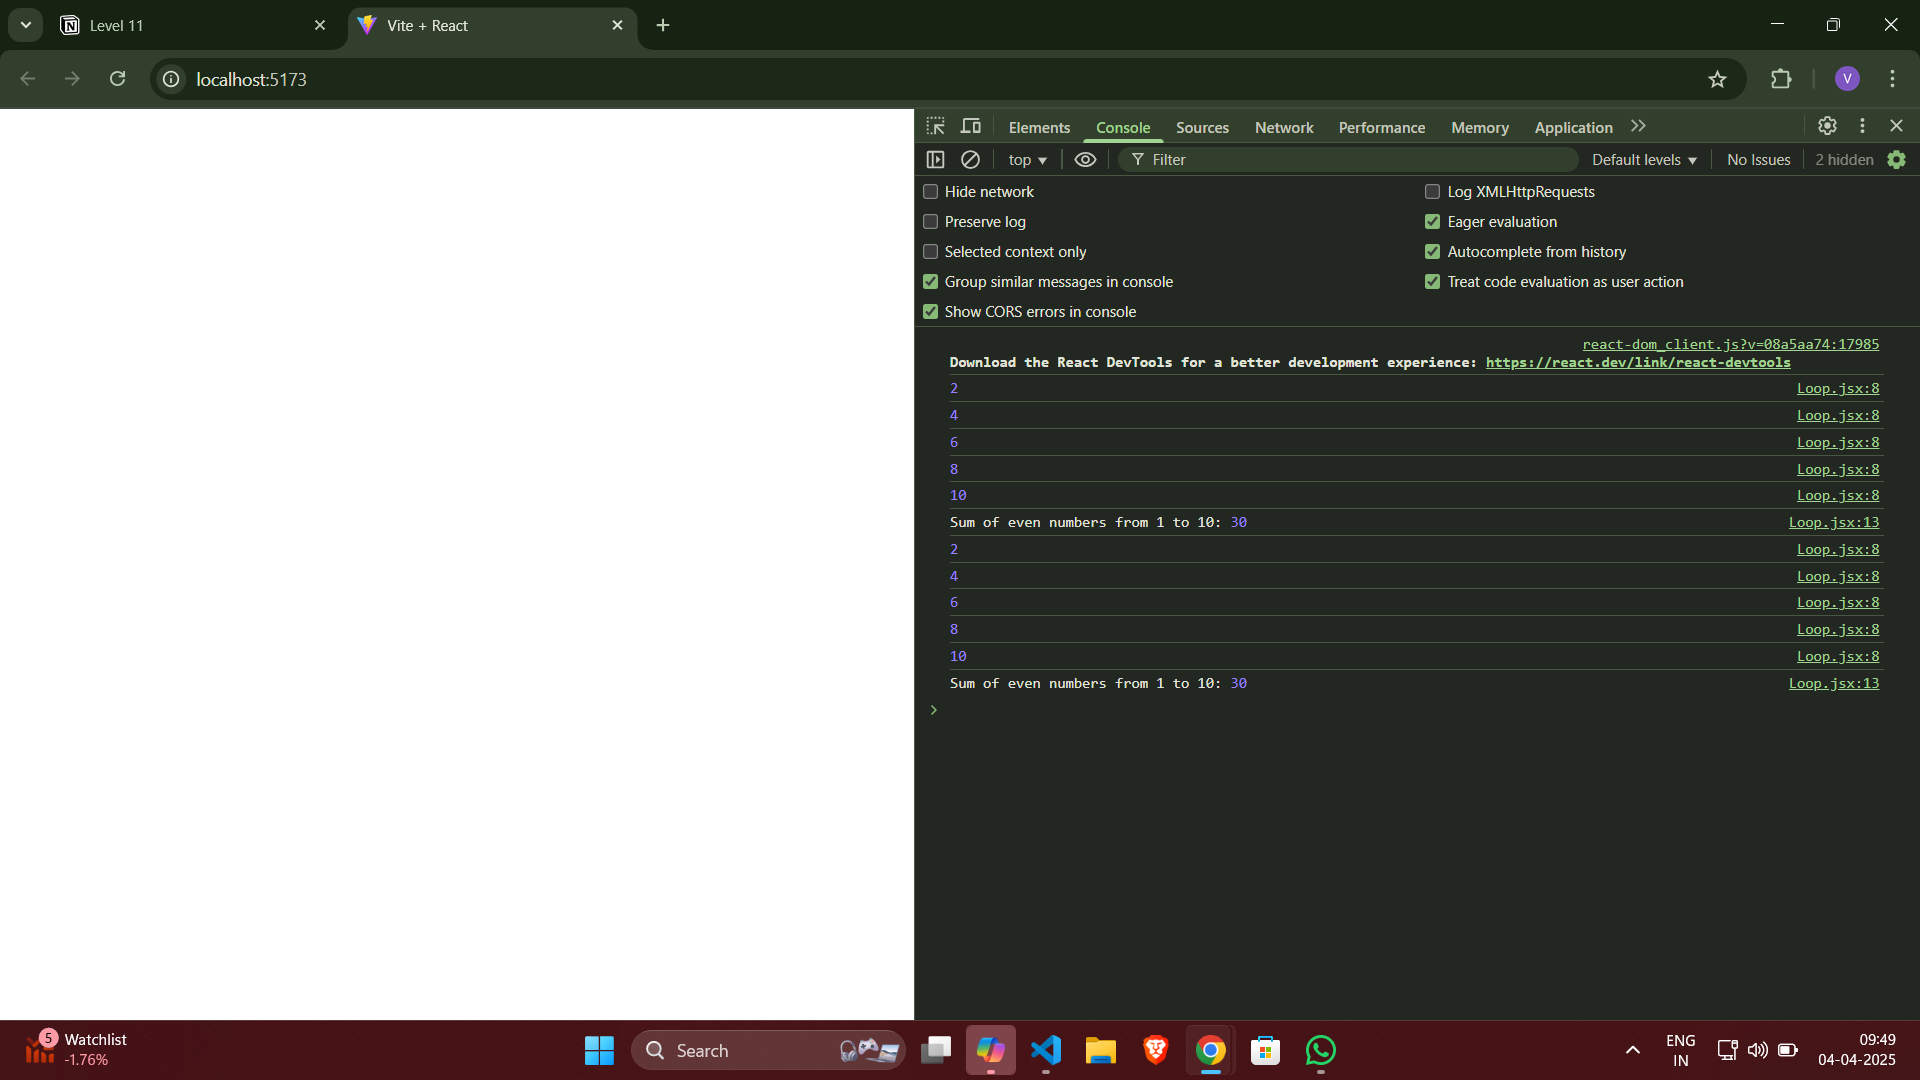 Level 11
Vite + React
localhost:5173
V
Elements Console Sources Network Performance Memory Application
top Filter Default levels No Issues 2 hidden
Hide network Log XMLHttpRequests
Preserve log Eager evaluation
Selected context only Autocomplete from history
Group similar messages in console Treat code evaluation as user action
Show CORS errors in console
react-dom_client.js?v=08a5aa74:17985
Download the React DevTools for a better development experience: https://react.dev/link/react-devtools
2 Loop.jsx:8
4 Loop.jsx:8
6 Loop.jsx:8
8 Loop.jsx:8
10 Loop.jsx:8
Sum of even numbers from 1 to 10: 30 Loop.jsx:13
2 Loop.jsx:8
4 Loop.jsx:8
6 Loop.jsx:8
8 Loop.jsx:8
10 Loop.jsx:8
Sum of even numbers from 1 to 10: 30 Loop.jsx:13
5 Watchlist
-1.76%
Search
ENG
IN
09:49
04-04-2025